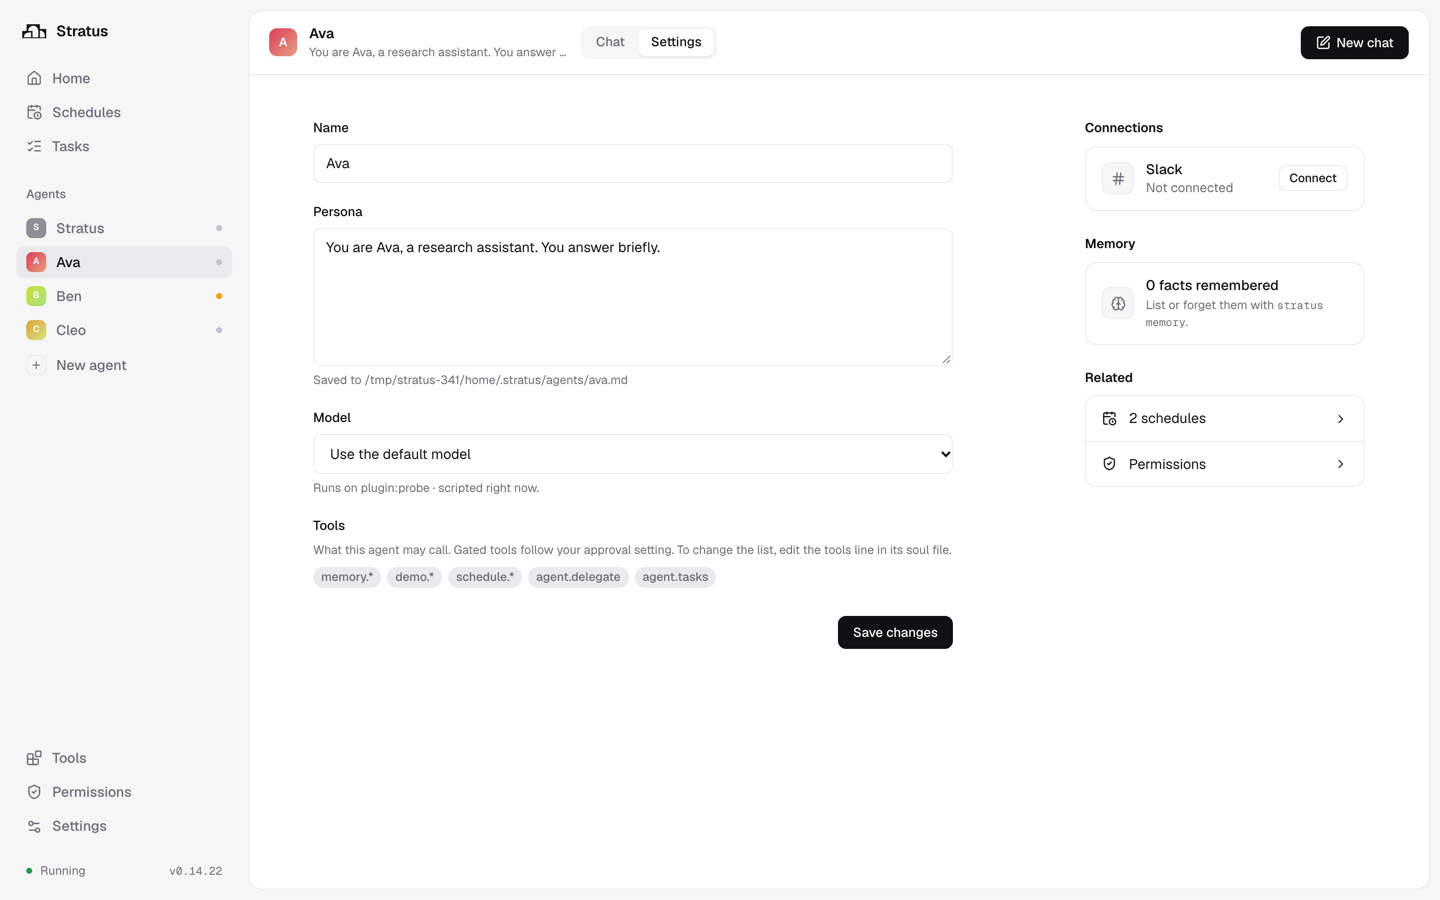 Stratus
Home
Schedules
Tasks
Agents
S Stratus
A Ava
B Ben
C Cleo
New agent
Tools
Permissions
Settings
Running v0.14.22
A
Ava
You are Ava, a research assistant. You answer ...
Chat
Settings
New chat
Name
Ava
Persona
You are Ava, a research assistant. You answer briefly.
Saved to /tmp/stratus-341/home/.stratus/agents/ava.md
Model
Use the default model
Runs on plugin:probe · scripted right now.
Tools
What this agent may call. Gated tools follow your approval setting. To change the list, edit the tools line in its soul file.
memory.* demo.* schedule.* agent.delegate agent.tasks
Save changes
Connections
Slack
Not connected
Connect
Memory
0 facts remembered
List or forget them with stratus
memory.
Related
2 schedules
Permissions